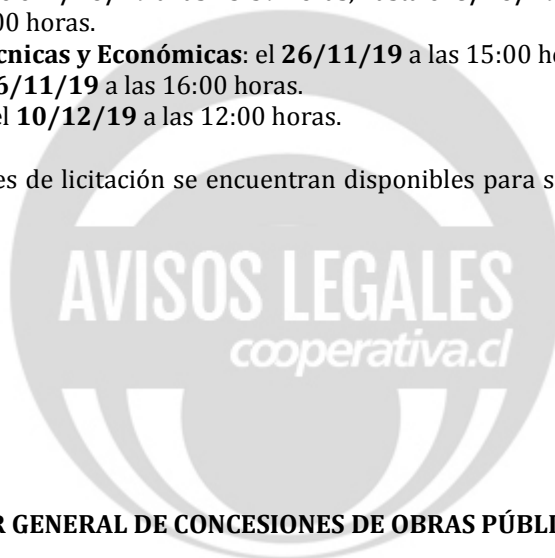 00 horas.
cnicas y Económicas: el 26/11/19 a las 15:00 h
6/11/19 a las 16:00 horas.
el 10/12/19 a las 12:00 horas.
es de licitación se encuentran disponibles para s
AVISOS LEGALES
cooperativa.cl
R GENERAL DE CONCESIONES DE OBRAS PÚBLI